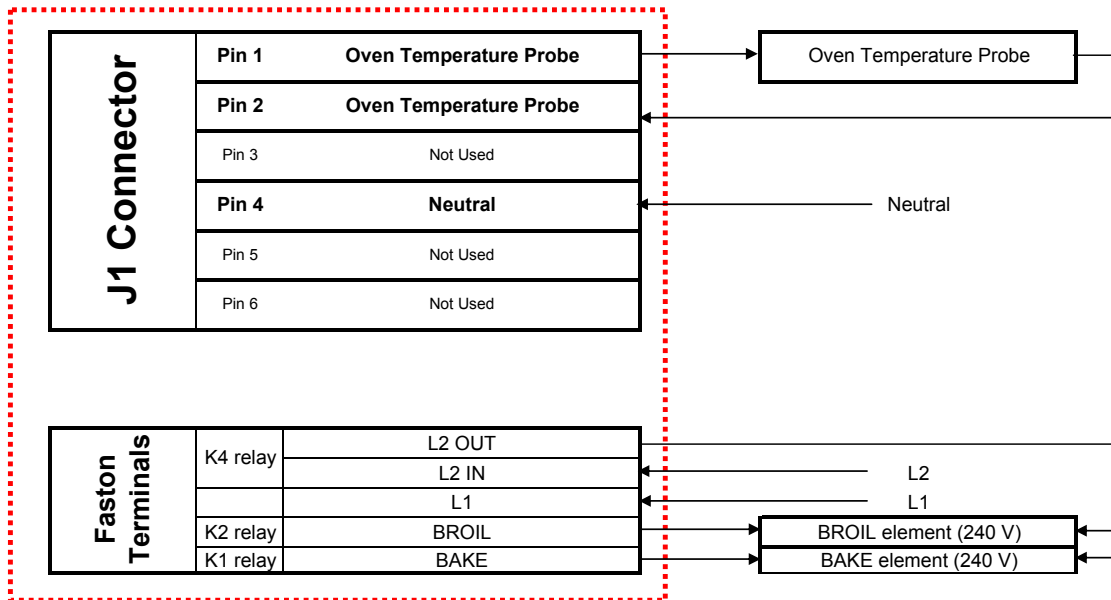 J1 Connector
Pin 1 Oven Temperature Probe
Oven Temperature Probe
Pin 2 Oven Temperature Probe
Pin 3 Not Used
Pin 4 Neutral
Neutral
Pin 5 Not Used
Pin 6 Not Used
Faston
Terminals
K4 relay
L2 OUT
L2 IN
L2
L1
L1
K2 relay BROIL
BROIL element (240 V)
K1 relay BAKE
BAKE element (240 V)